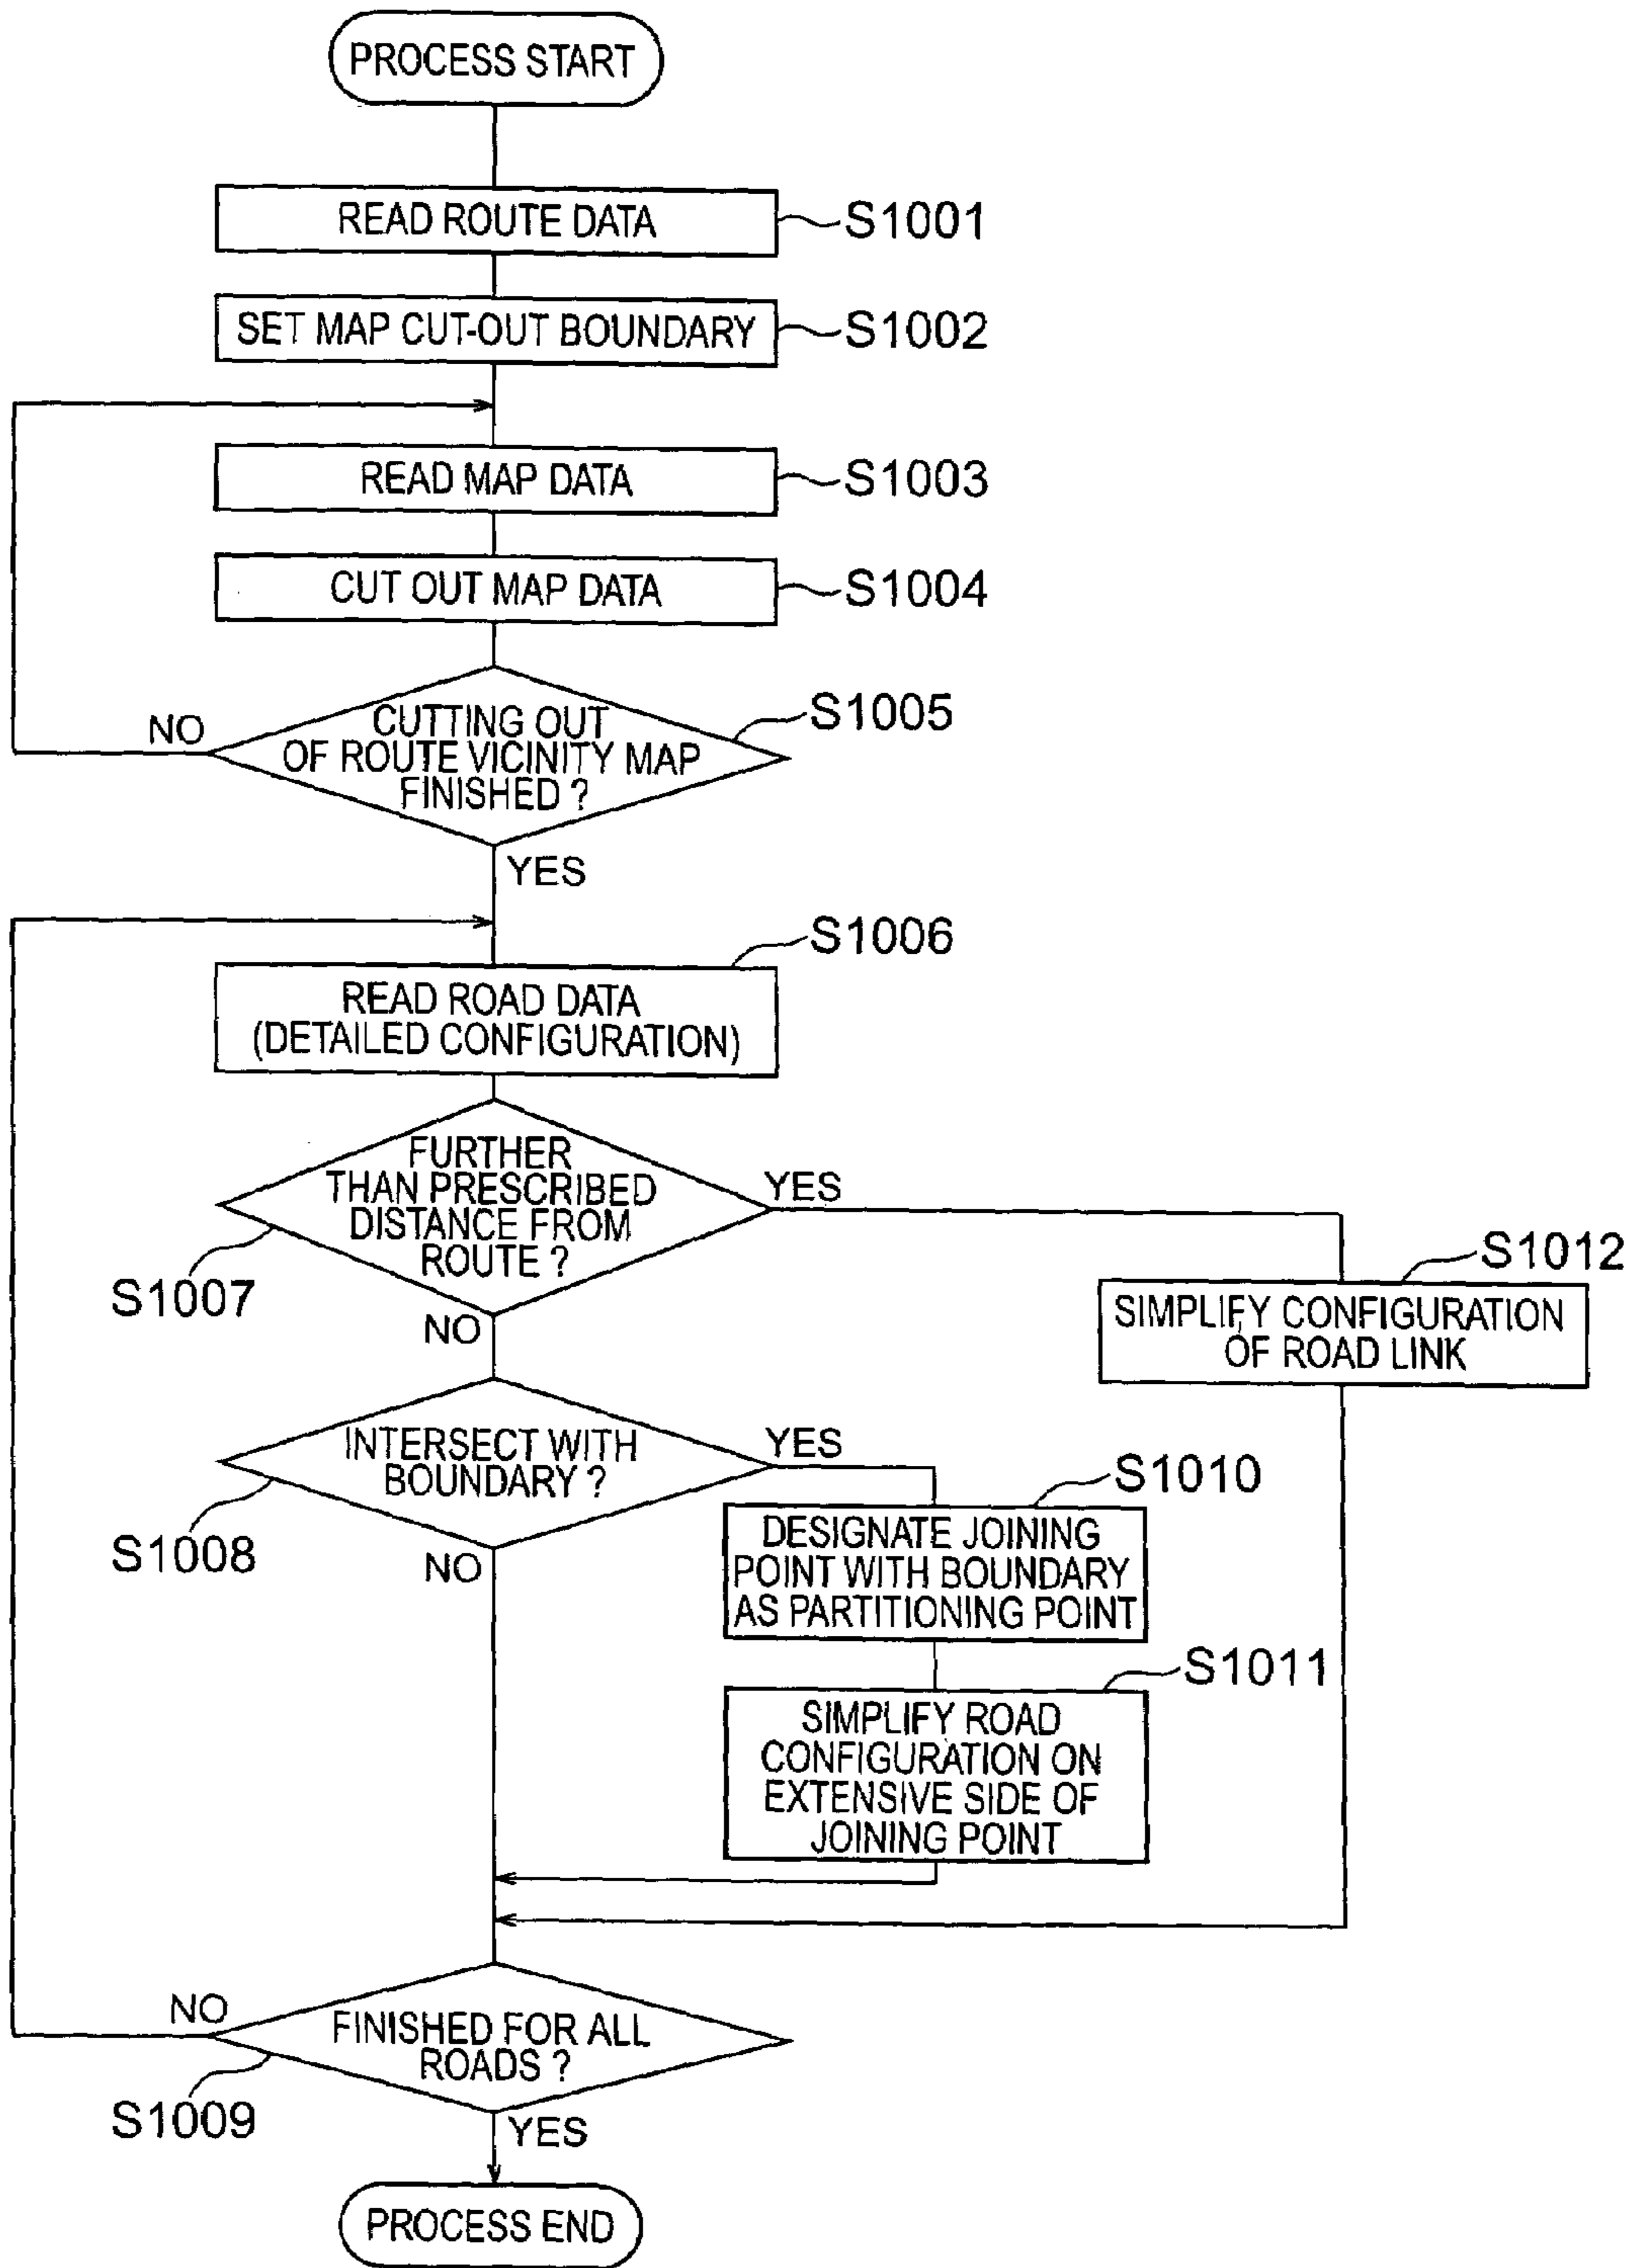 PROCESS START
READ ROUTE DATA
S1001
SET MAP CUT-OUT BOUNDARY
S1002
READ MAP DATA
S1003
CUT OUT MAP DATA
S1004
CUTTING OUT
OF ROUTE VICINITY MAP
FINISHED ?
S1005
NO
YES
S1006
READ ROAD DATA
(DETAILED CONFIGURATION)
FURTHER
THAN PRESCRIBED
DISTANCE FROM
ROUTE ?
YES
S1007
NO
S1012
SIMPLIFY CONFIGURATION
OF ROAD LINK
INTERSECT WITH
BOUNDARY ?
YES
S1008
NO
S1010
DESIGNATE JOINING
POINT WITH BOUNDARY
AS PARTITIONING POINT
S1011
SIMPLIFY ROAD
CONFIGURATION ON
EXTENSIVE SIDE OF
JOINING POINT
NO
FINISHED FOR ALL
ROADS ?
S1009
YES
PROCESS END